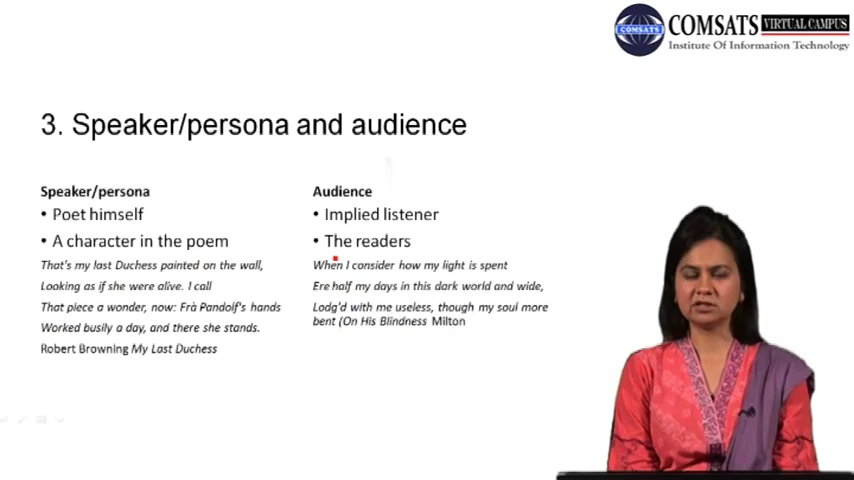 COMSATS
COMSATS VIRTUAL CAMPUS
Institute Of Information Technology
3. Speaker/persona and audience
Speaker/persona
• Poet himself
• A character in the poem
That's my last Duchess painted on the wall,
Looking as if she were alive. I call
That piece a wonder, now: Frà Pandolf's hands
Worked busily a day, and there she stands.
Robert Browning My Last Duchess
Audience
• Implied listener
• The readers
When I consider how my light is spent
Ere half my days in this dark world and wide,
Lodg'd with me useless, though my soul more
bent (On His Blindness Milton